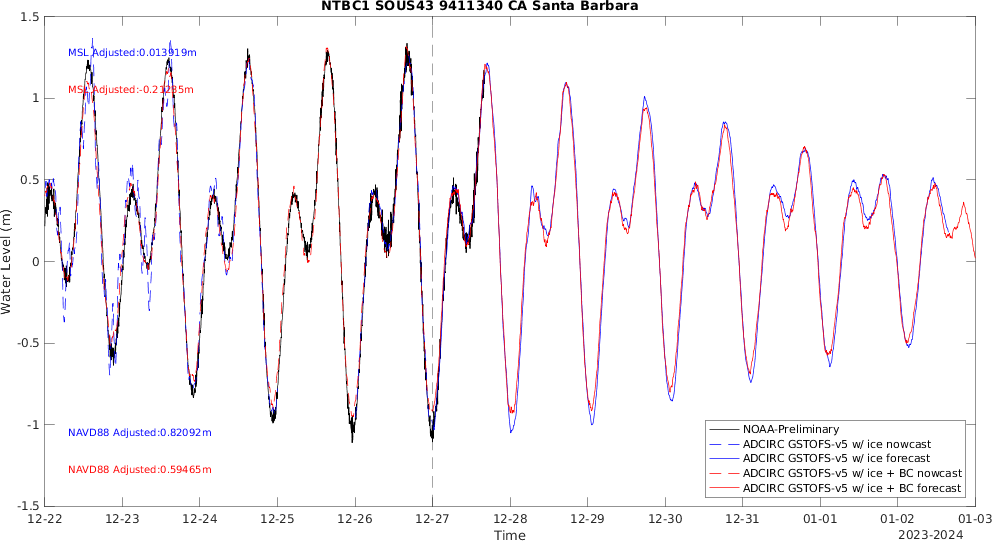 NTBC1 SOUS43 9411340 CA Santa Barbara
1.5
1
0.5
0
-0.5
-1
-1.5
Water Level (m)
MSL Adjusted:0.013919m
MSL Adjusted:-0.21235m
NAVD88 Adjusted:0.82092m
NAVD88 Adjusted:0.59465m
NOAA-Preliminary
ADCIRC GSTOFS-v5 w/ ice nowcast
ADCIRC GSTOFS-v5 w/ ice forecast
ADCIRC GSTOFS-v5 w/ ice + BC nowcast
ADCIRC GSTOFS-v5 w/ ice + BC forecast
12-22 12-23 12-24 12-25 12-26 12-27 12-28 12-29 12-30 12-31 01-01 01-02 01-03
Time
2023-2024